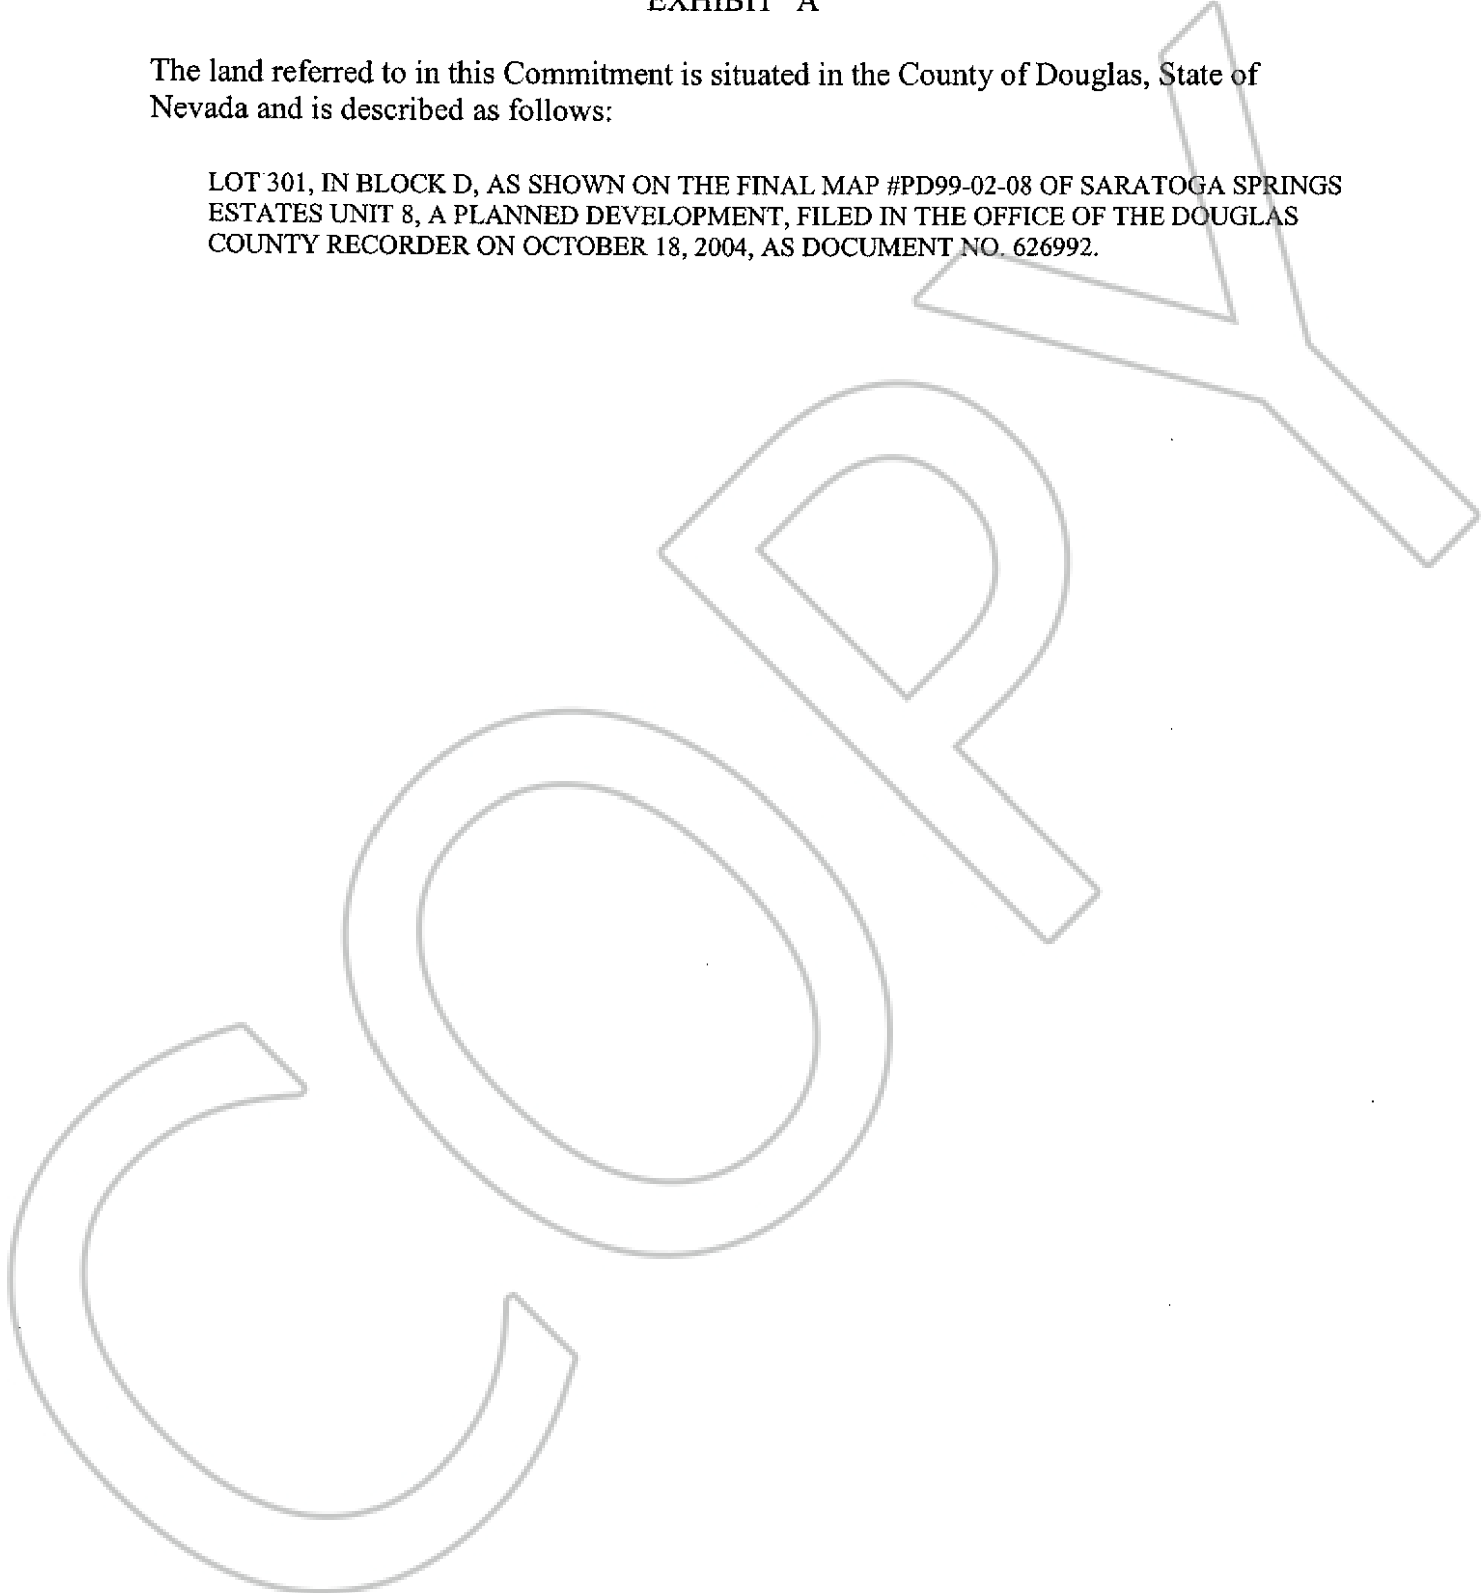 EXHIBIT A
The land referred to in this Commitment is situated in the County of Douglas, State of
Nevada and is described as follows:
LOT 301, IN BLOCK D, AS SHOWN ON THE FINAL MAP #PD99-02-08 OF SARATOGA SPRINGS
ESTATES UNIT 8, A PLANNED DEVELOPMENT, FILED IN THE OFFICE OF THE DOUGLAS
COUNTY RECORDER ON OCTOBER 18, 2004, AS DOCUMENT NO. 626992.
COPY